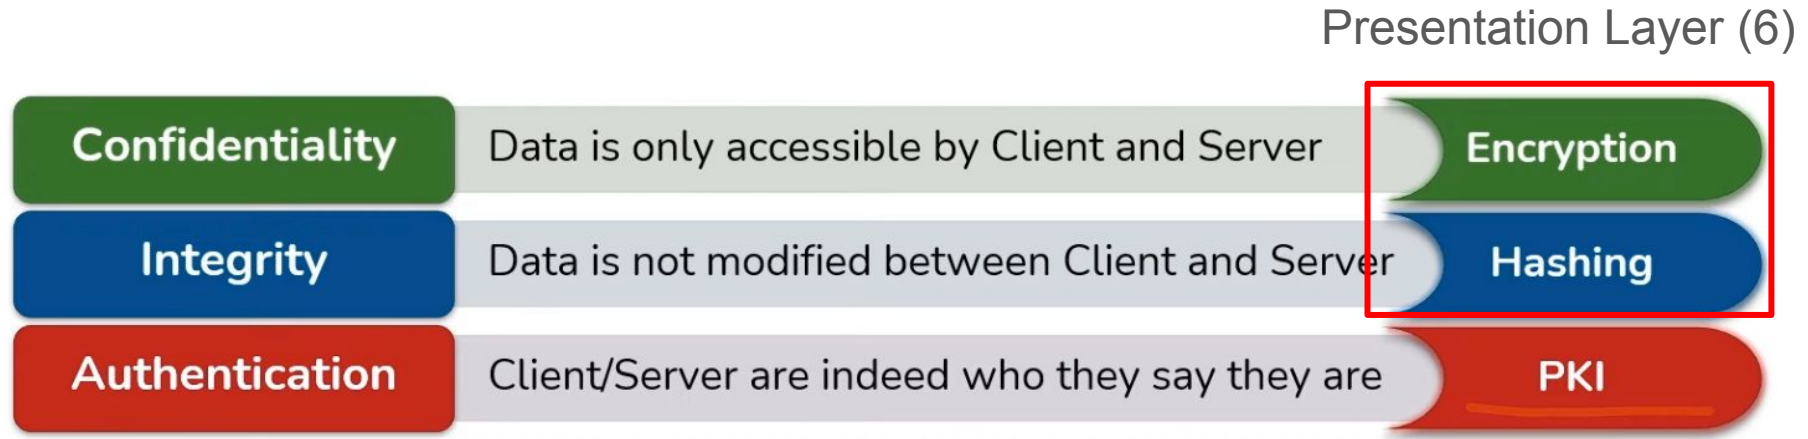 Presentation Layer (6)
Confidentiality Data is only accessible by Client and Server Encryption
Integrity Data is not modified between Client and Server Hashing
Authentication Client/Server are indeed who they say they are PKI